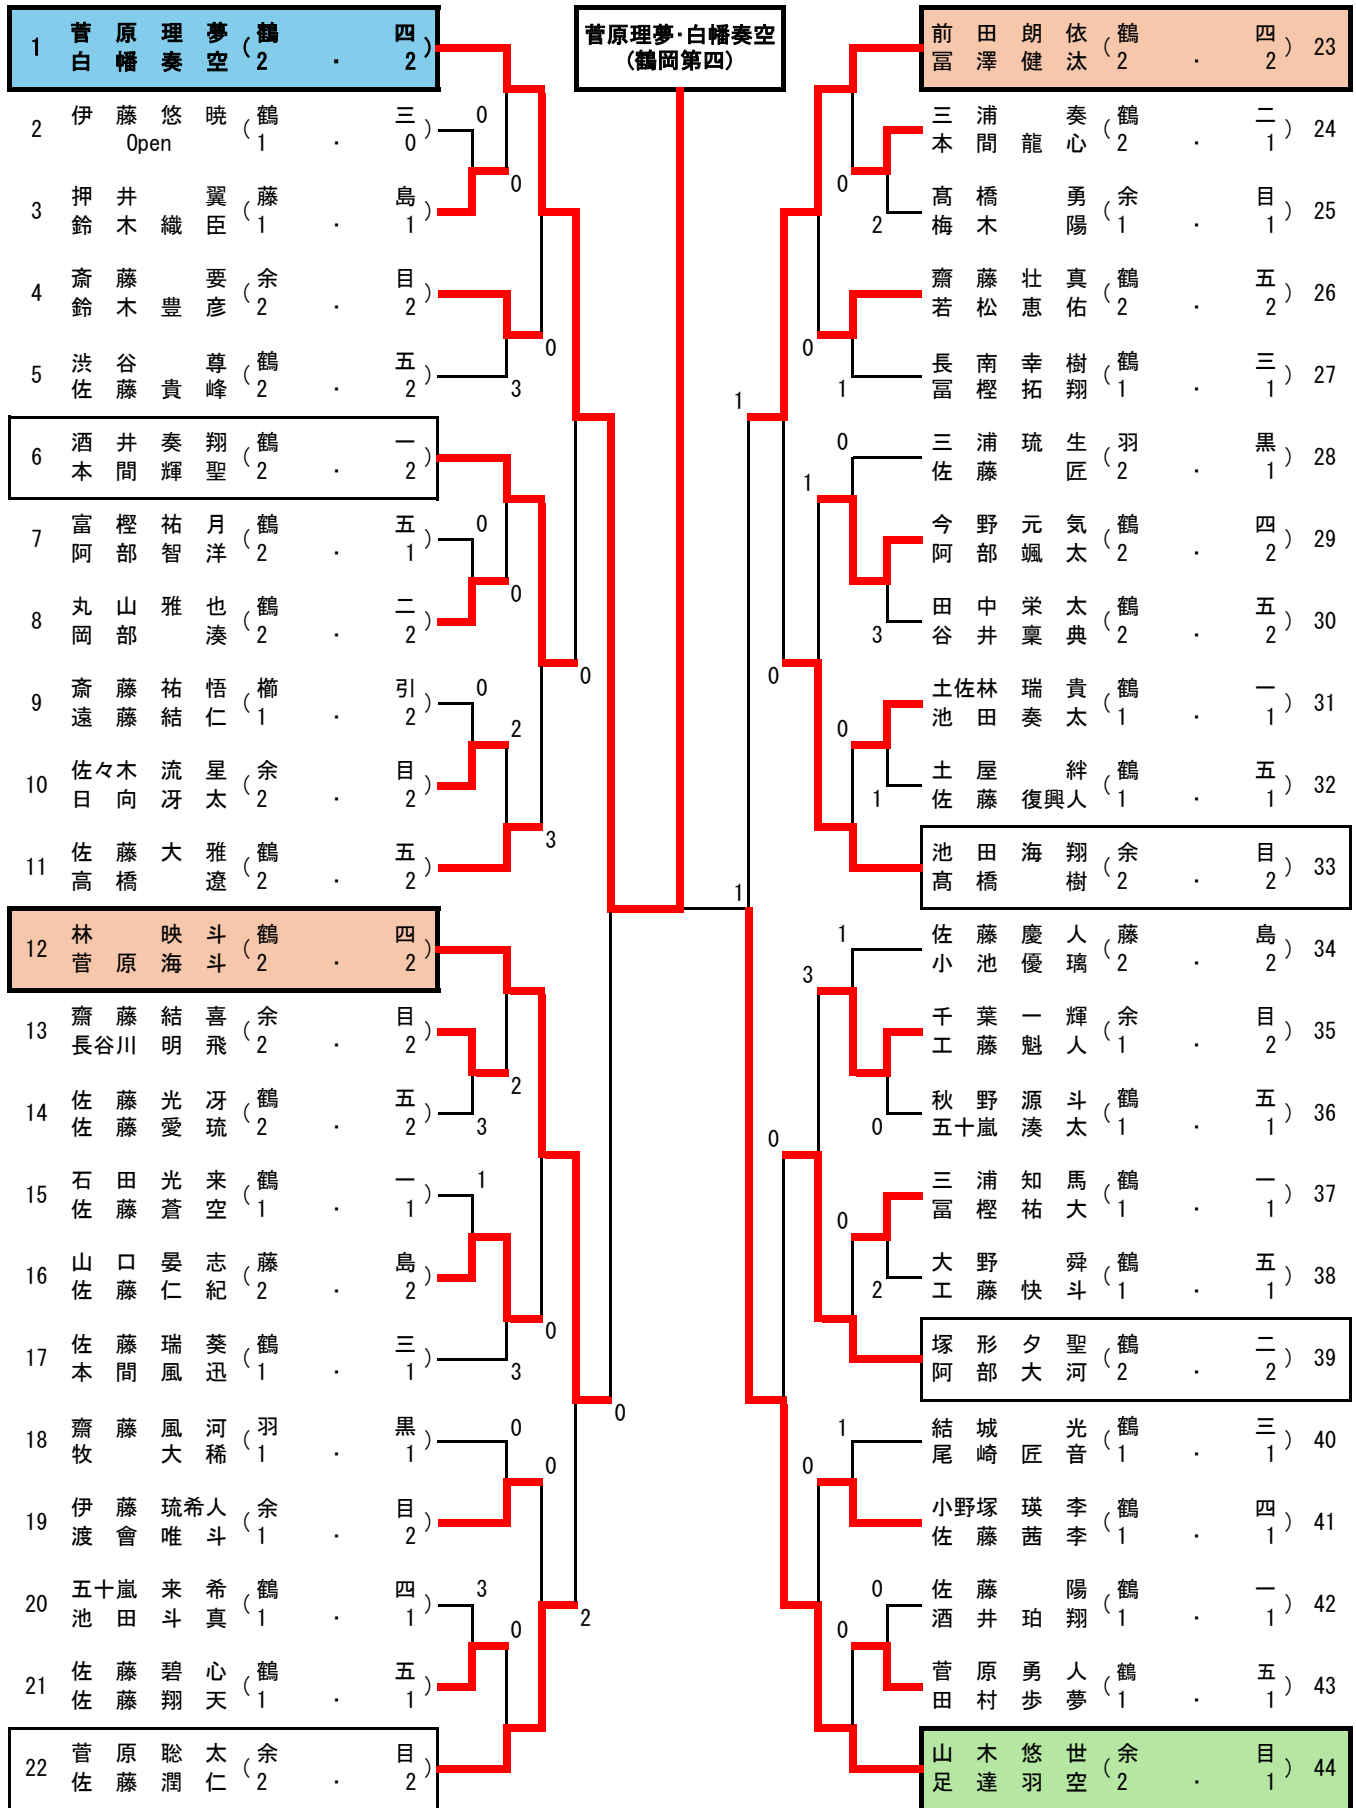 菅原理夢・白幡奏空
(鶴岡第四)
1 菅原理夢 白幡奏空 (鶴四 2・2)
2 伊藤悠暁 Open (鶴三 1・0)
3 押井翼 鈴木織臣 (藤島 1・1)
4 斎藤要 鈴木豊彦 (余目 2・2)
5 渋谷尊 佐藤貴峰 (鶴五 2・2)
6 酒井奏翔 本間輝聖 (鶴一 2・2)
7 富樫祐月 阿部智洋 (鶴五 2・1)
8 丸山雅也 岡部湊 (鶴二 2・2)
9 斎藤祐悟 遠藤結仁 (櫛引 1・2)
10 佐々木流星 日向冴太 (余目 2・2)
11 佐藤大雅 高橋遼 (鶴五 2・2)
12 林映斗 菅原海斗 (鶴四 2・2)
13 齋藤結喜 長谷川明飛 (余目 2・2)
14 佐藤光冴 佐藤愛琉 (鶴五 2・2)
15 石田光来 佐藤蒼空 (鶴一 1・1)
16 山口晏志 佐藤仁紀 (藤島 2・2)
17 佐藤瑞葵 本間風迅 (鶴三 1・1)
18 齋藤風河 牧大稀 (羽黒 1・1)
19 伊藤琉希人 渡會唯斗 (余目 1・2)
20 五十嵐来希 池田斗真 (鶴四 1・1)
21 佐藤碧心 佐藤翔天 (鶴五 1・1)
22 菅原聡太 佐藤潤仁 (余目 2・2)
0
0
0
3
0
0
0
2
0
3
2
3
1
0
3
0
0
0
3
0
2
前田朗依 冨澤健汰 (鶴四 2・2) 23
三浦奏 本間龍心 (鶴二 2・1) 24
髙橋勇 梅木陽 (余目 1・1) 25
齋藤壮真 若松恵佑 (鶴五 2・2) 26
長南幸樹 冨樫拓翔 (鶴三 1・1) 27
三浦琉生 佐藤匠 (羽黒 2・1) 28
今野元気 阿部颯太 (鶴四 2・2) 29
田中栄太 谷井稟典 (鶴五 2・2) 30
土佐林瑞貴 池田奏太 (鶴一 1・1) 31
土屋絆 佐藤復興人 (鶴五 1・1) 32
池田海翔 髙橋樹 (余目 2・2) 33
佐藤慶人 小池優璃 (藤島 2・2) 34
千葉一輝 工藤魁人 (余目 1・2) 35
秋野源斗 五十嵐湊太 (鶴五 1・1) 36
三浦知馬 冨樫祐大 (鶴一 1・1) 37
大野舜 工藤快斗 (鶴五 1・1) 38
塚形夕聖 阿部大河 (鶴二 2・2) 39
結城光 尾崎匠音 (鶴三 1・1) 40
小野塚瑛李 佐藤茜李 (鶴四 1・1) 41
佐藤陽 酒井珀翔 (鶴一 1・1) 42
菅原勇人 田村歩夢 (鶴五 1・1) 43
山木悠世 足達羽空 (余目 2・1) 44
0
2
0
1
1
0
1
3
0
0
1
1
1
3
0
0
0
2
1
0
0
0